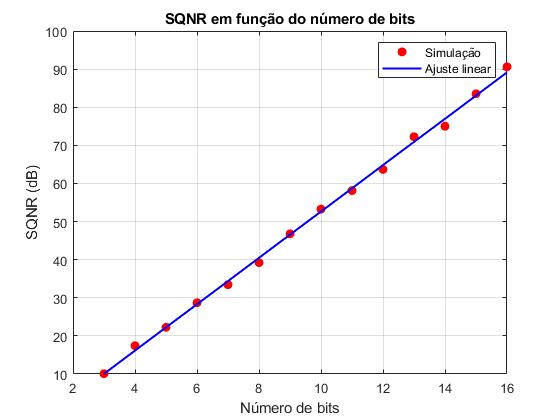 SQNR em função do número de bits
100
90
80
70
60
50
40
30
20
10
SQNR (dB)
Simulação
Ajuste linear
2 4 6 8 10 12 14 16
Número de bits